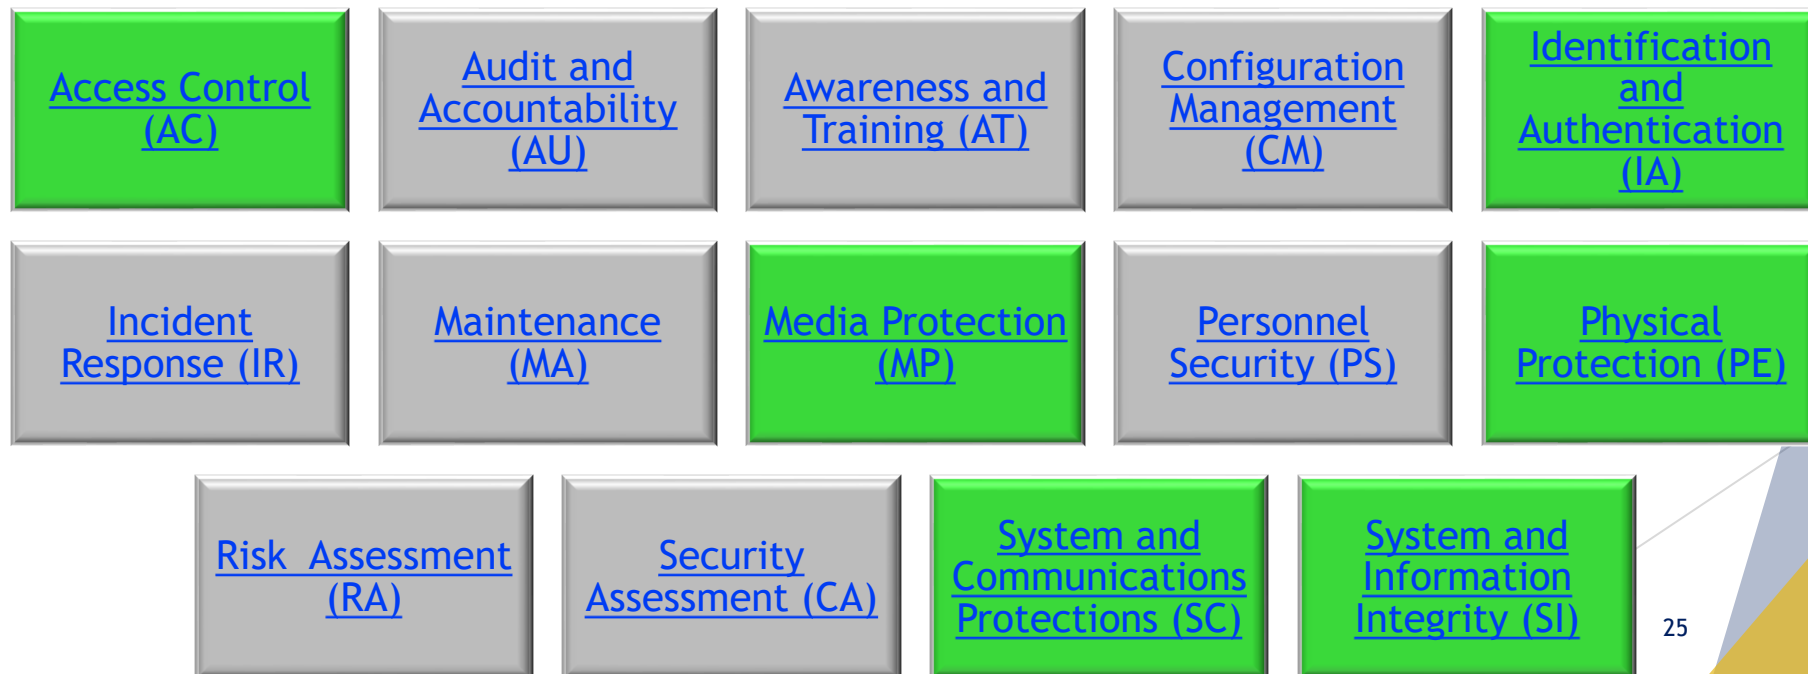 Access Control
(AC)
Audit and
Accountability
(AU)
Awareness and
Training (AT)
Configuration
Management
(CM)
Identification
and
Authentication
(IA)
Incident
Response (IR)
Maintenance
(MA)
Media Protection
(MP)
Personnel
Security (PS)
Physical
Protection (PE)
Risk  Assessment
(RA)
Security
Assessment (CA)
System and
Communications
Protections (SC)
System and
Information
Integrity (SI)
25